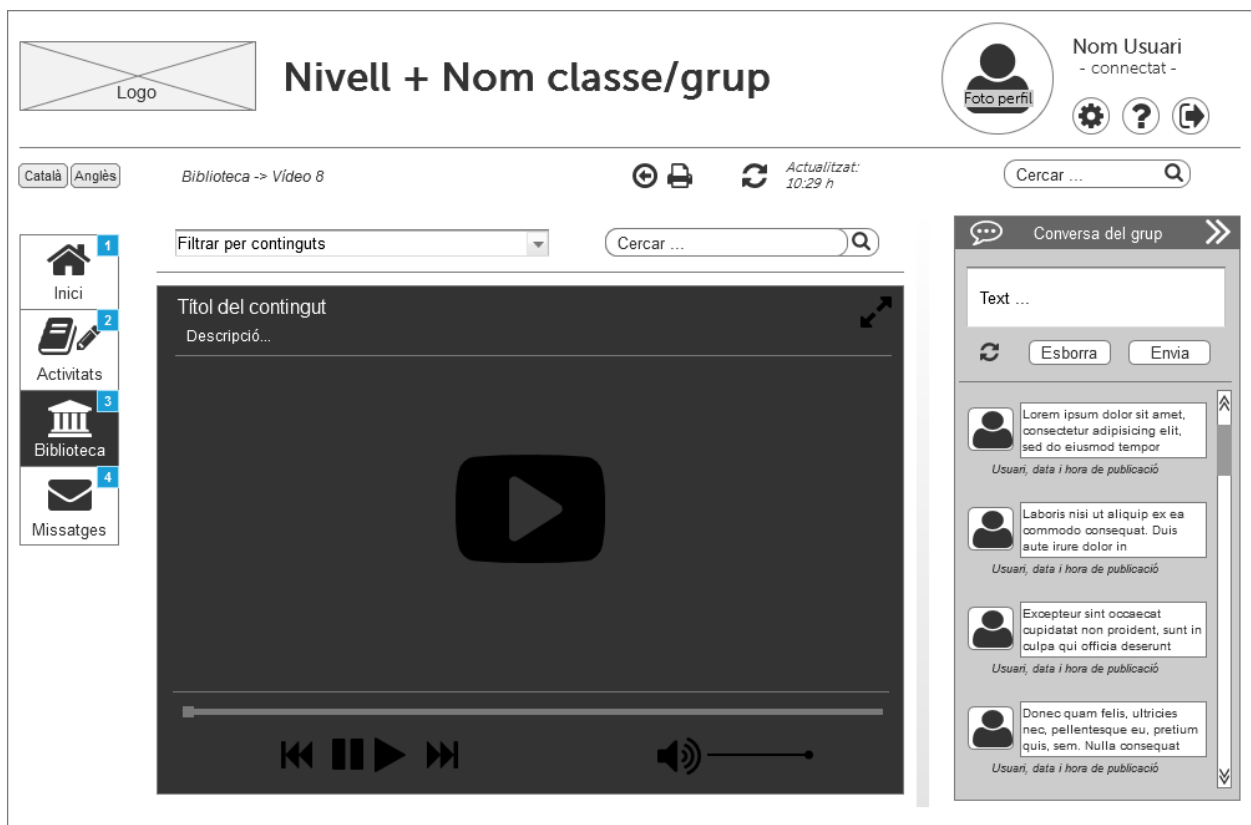 Logo
Nivell + Nom classe/grup
Foto perfil
Nom Usuari
- connectat -
Català
Anglès
Biblioteca -> Vídeo 8
Actualitzat:
10:29 h
Cercar ...
1
Inici
2
Activitats
3
Biblioteca
4
Missatges
Filtrar per continguts
Cercar ...
Títol del contingut
Descripció...
Conversa del grup
Text ...
Esborra
Envia
Lorem ipsum dolor sit amet,
consectetur adipisicing elit,
sed do eiusmod tempor
Usuari, data i hora de publicació
Laboris nisi ut aliquip ex ea
commodo consequat. Duis
aute irure dolor in
Usuari, data i hora de publicació
Excepteur sint occaecat
cupidatat non proident, sunt in
culpa qui officia deserunt
Usuari, data i hora de publicació
Donec quam felis, ultricies
nec, pellentesque eu, pretium
quis, sem. Nulla consequat
Usuari, data i hora de publicació